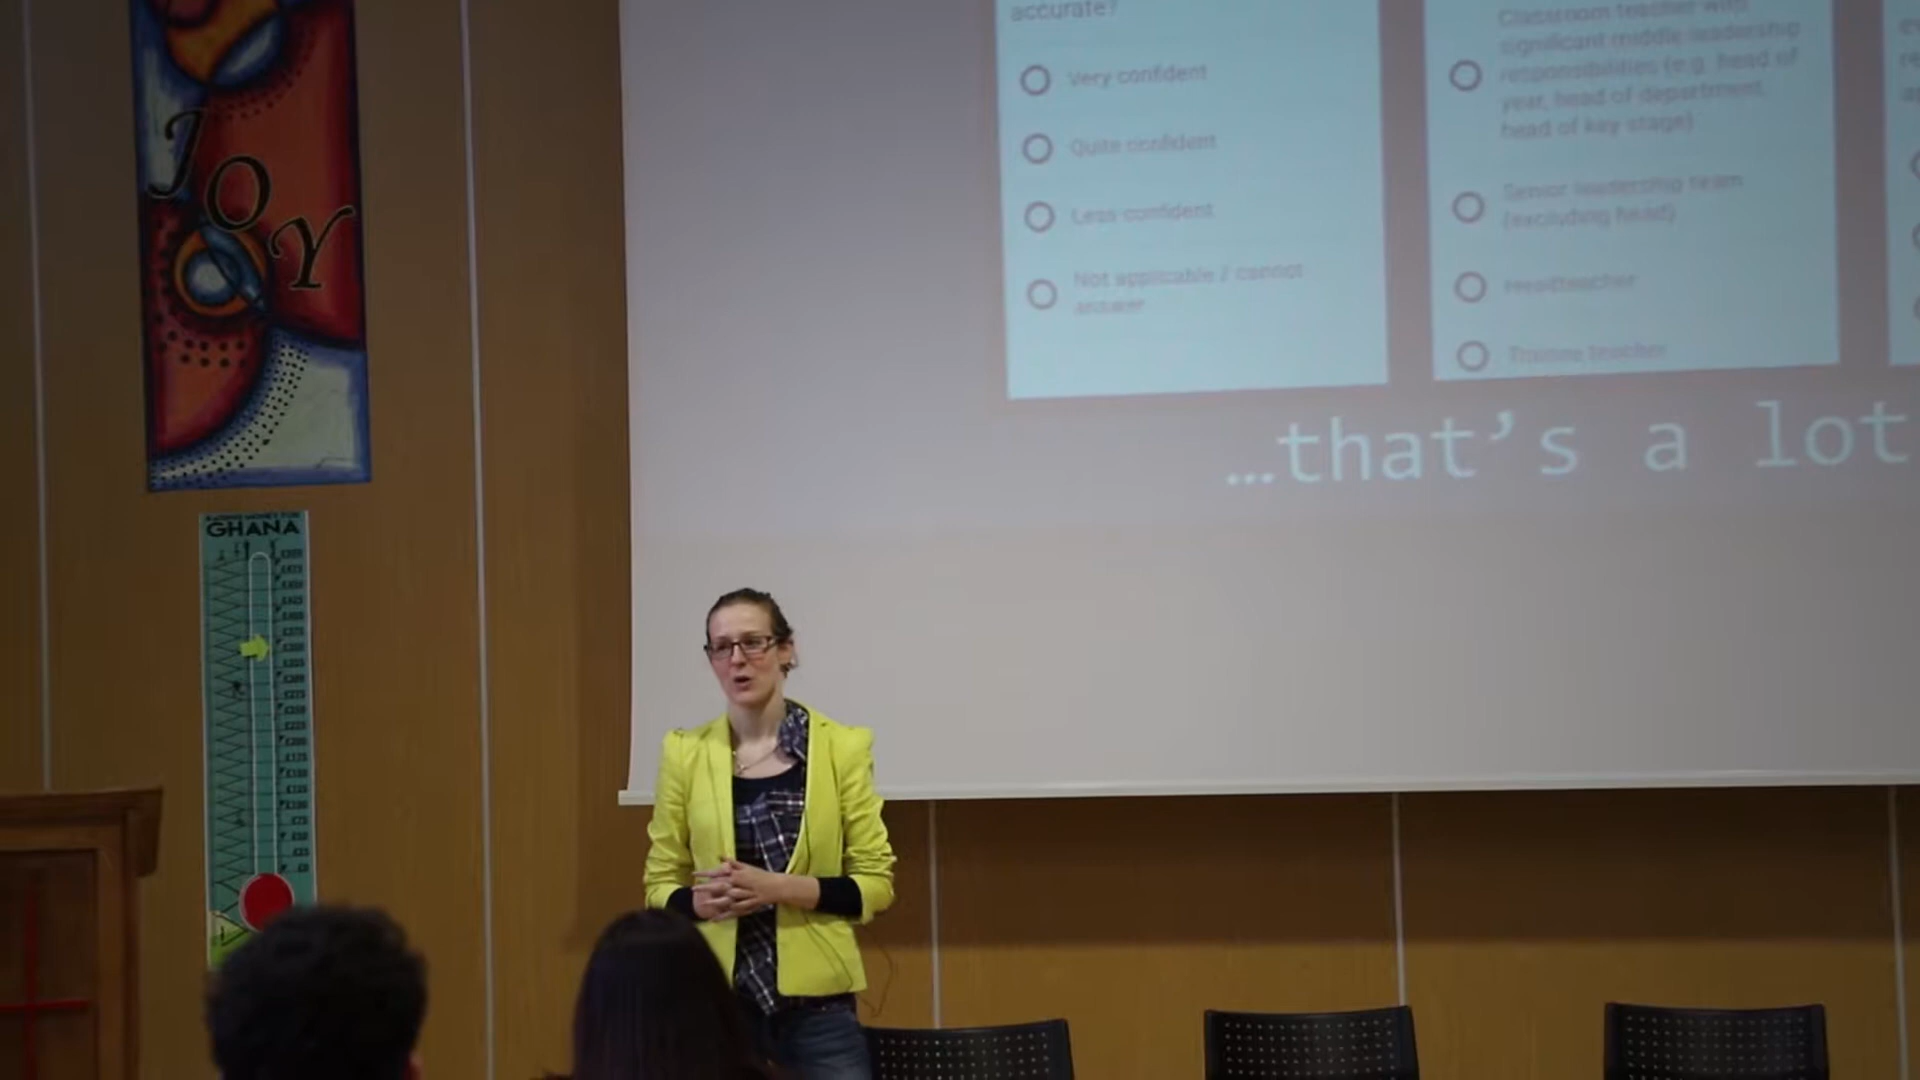 JOY
GHANA
accurate?
Very confident
Quite confident
Less confident
Not applicable / cannot
answer
Classroom teacher with
significant middle leadership
responsibilities (e.g. head of
year, head of department,
head of key stage)
Senior leadership team
(excluding head)
Headteacher
Trainee teacher
...that's a lot